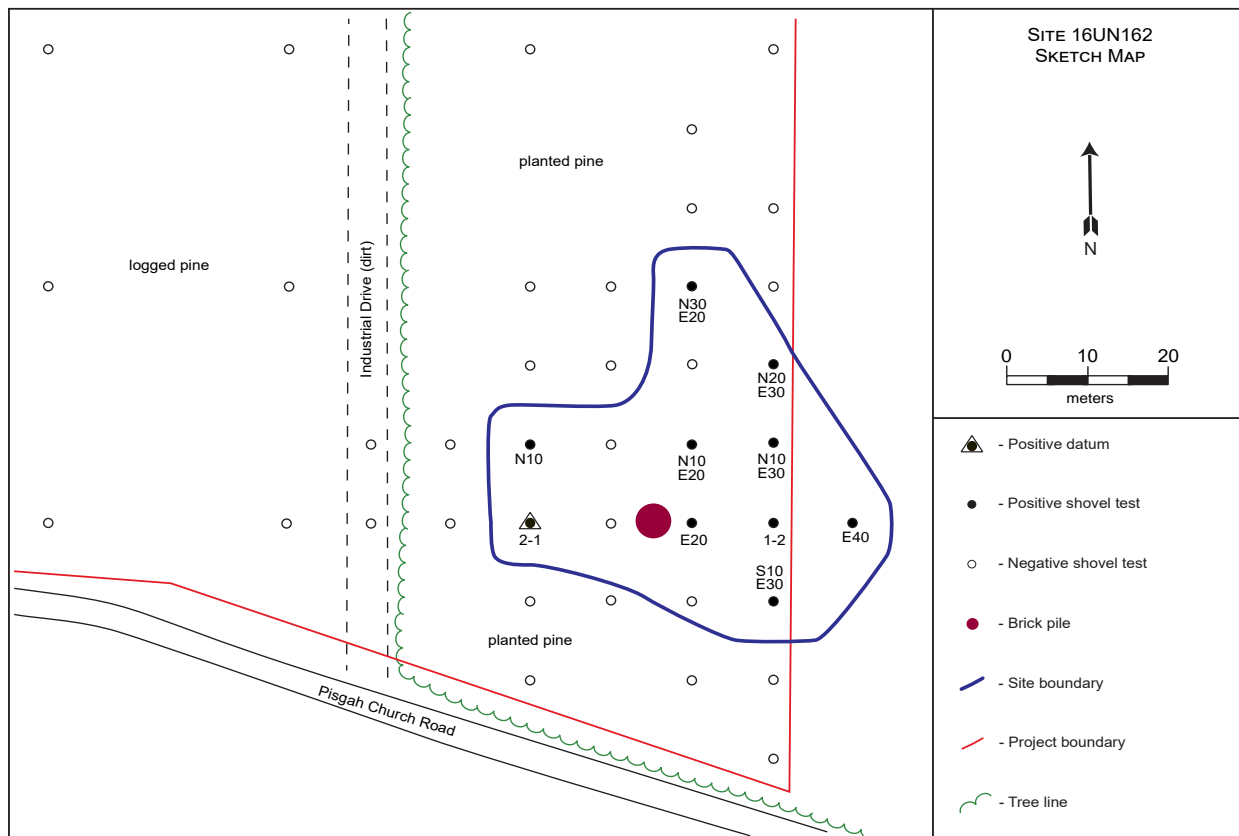 SITE 16UN162
SKETCH MAP
N
0 10 20
meters
- Positive datum
- Positive shovel test
- Negative shovel test
- Brick pile
- Site boundary
- Project boundary
- Tree line
planted pine
logged pine
Industrial Drive (dirt)
N30
E20
N20
E30
N10
N10
E20
N10
E30
2-1
E20
1-2
E40
S10
E30
planted pine
Pisgah Church Road